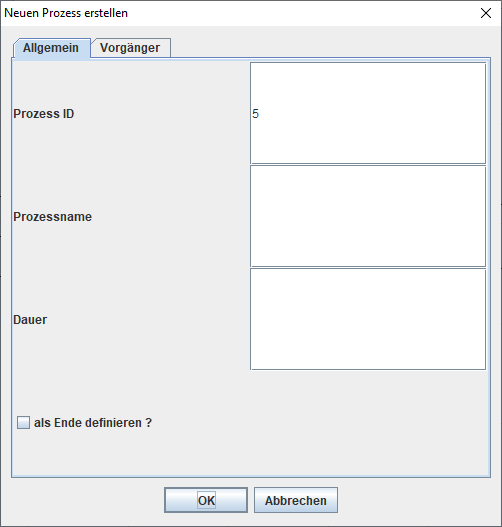 Neuen Prozess erstellen
Allgemein Vorgänger
Prozess ID 5
Prozessname
Dauer
als Ende definieren ?
OK Abbrechen